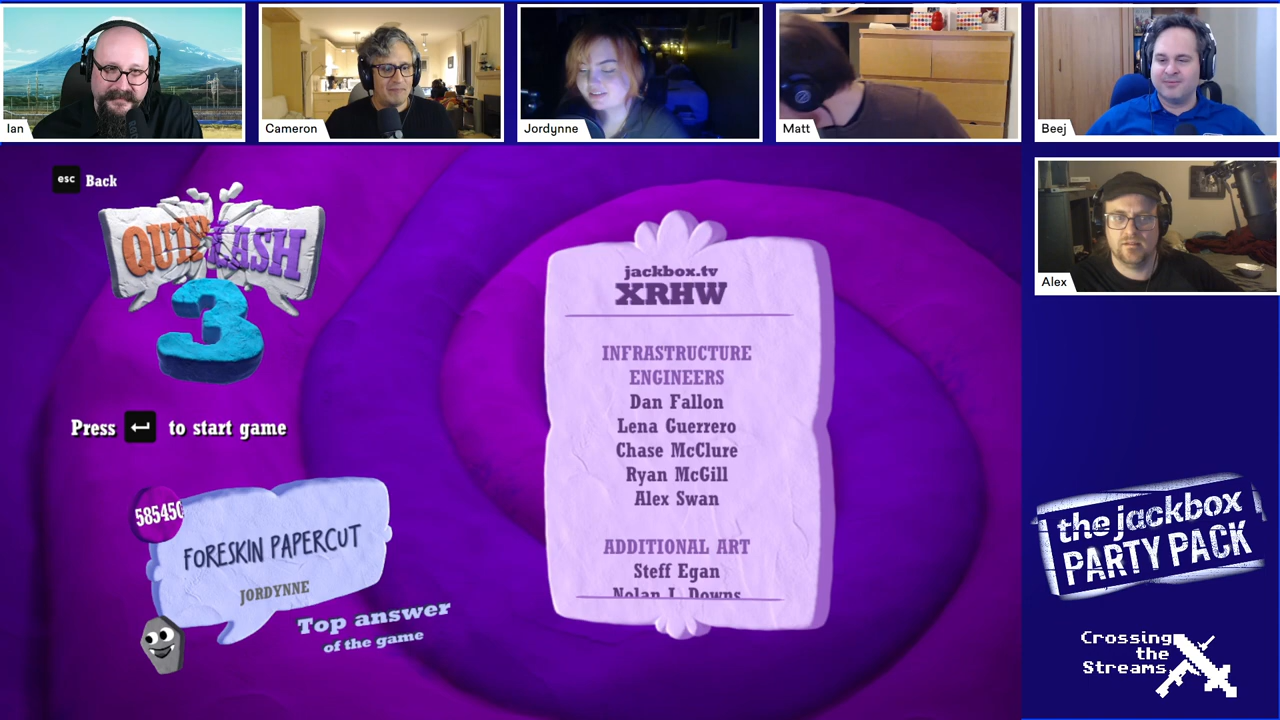 Ian
Cameron
Jordynne
Matt
Beej
Alex
esc Back
QUIPLASH
3
Press to start game
585450
FORESKIN PAPERCUT
JORDYNNE
Top answer
of the game
jackbox.tv
XRHW
INFRASTRUCTURE
ENGINEERS
Dan Fallon
Lena Guerrero
Chase McClure
Ryan McGill
Alex Swan
ADDITIONAL ART
Steff Egan
Nolan J. Downs
the jackbox
PARTY PACK
Crossing
the
Streams